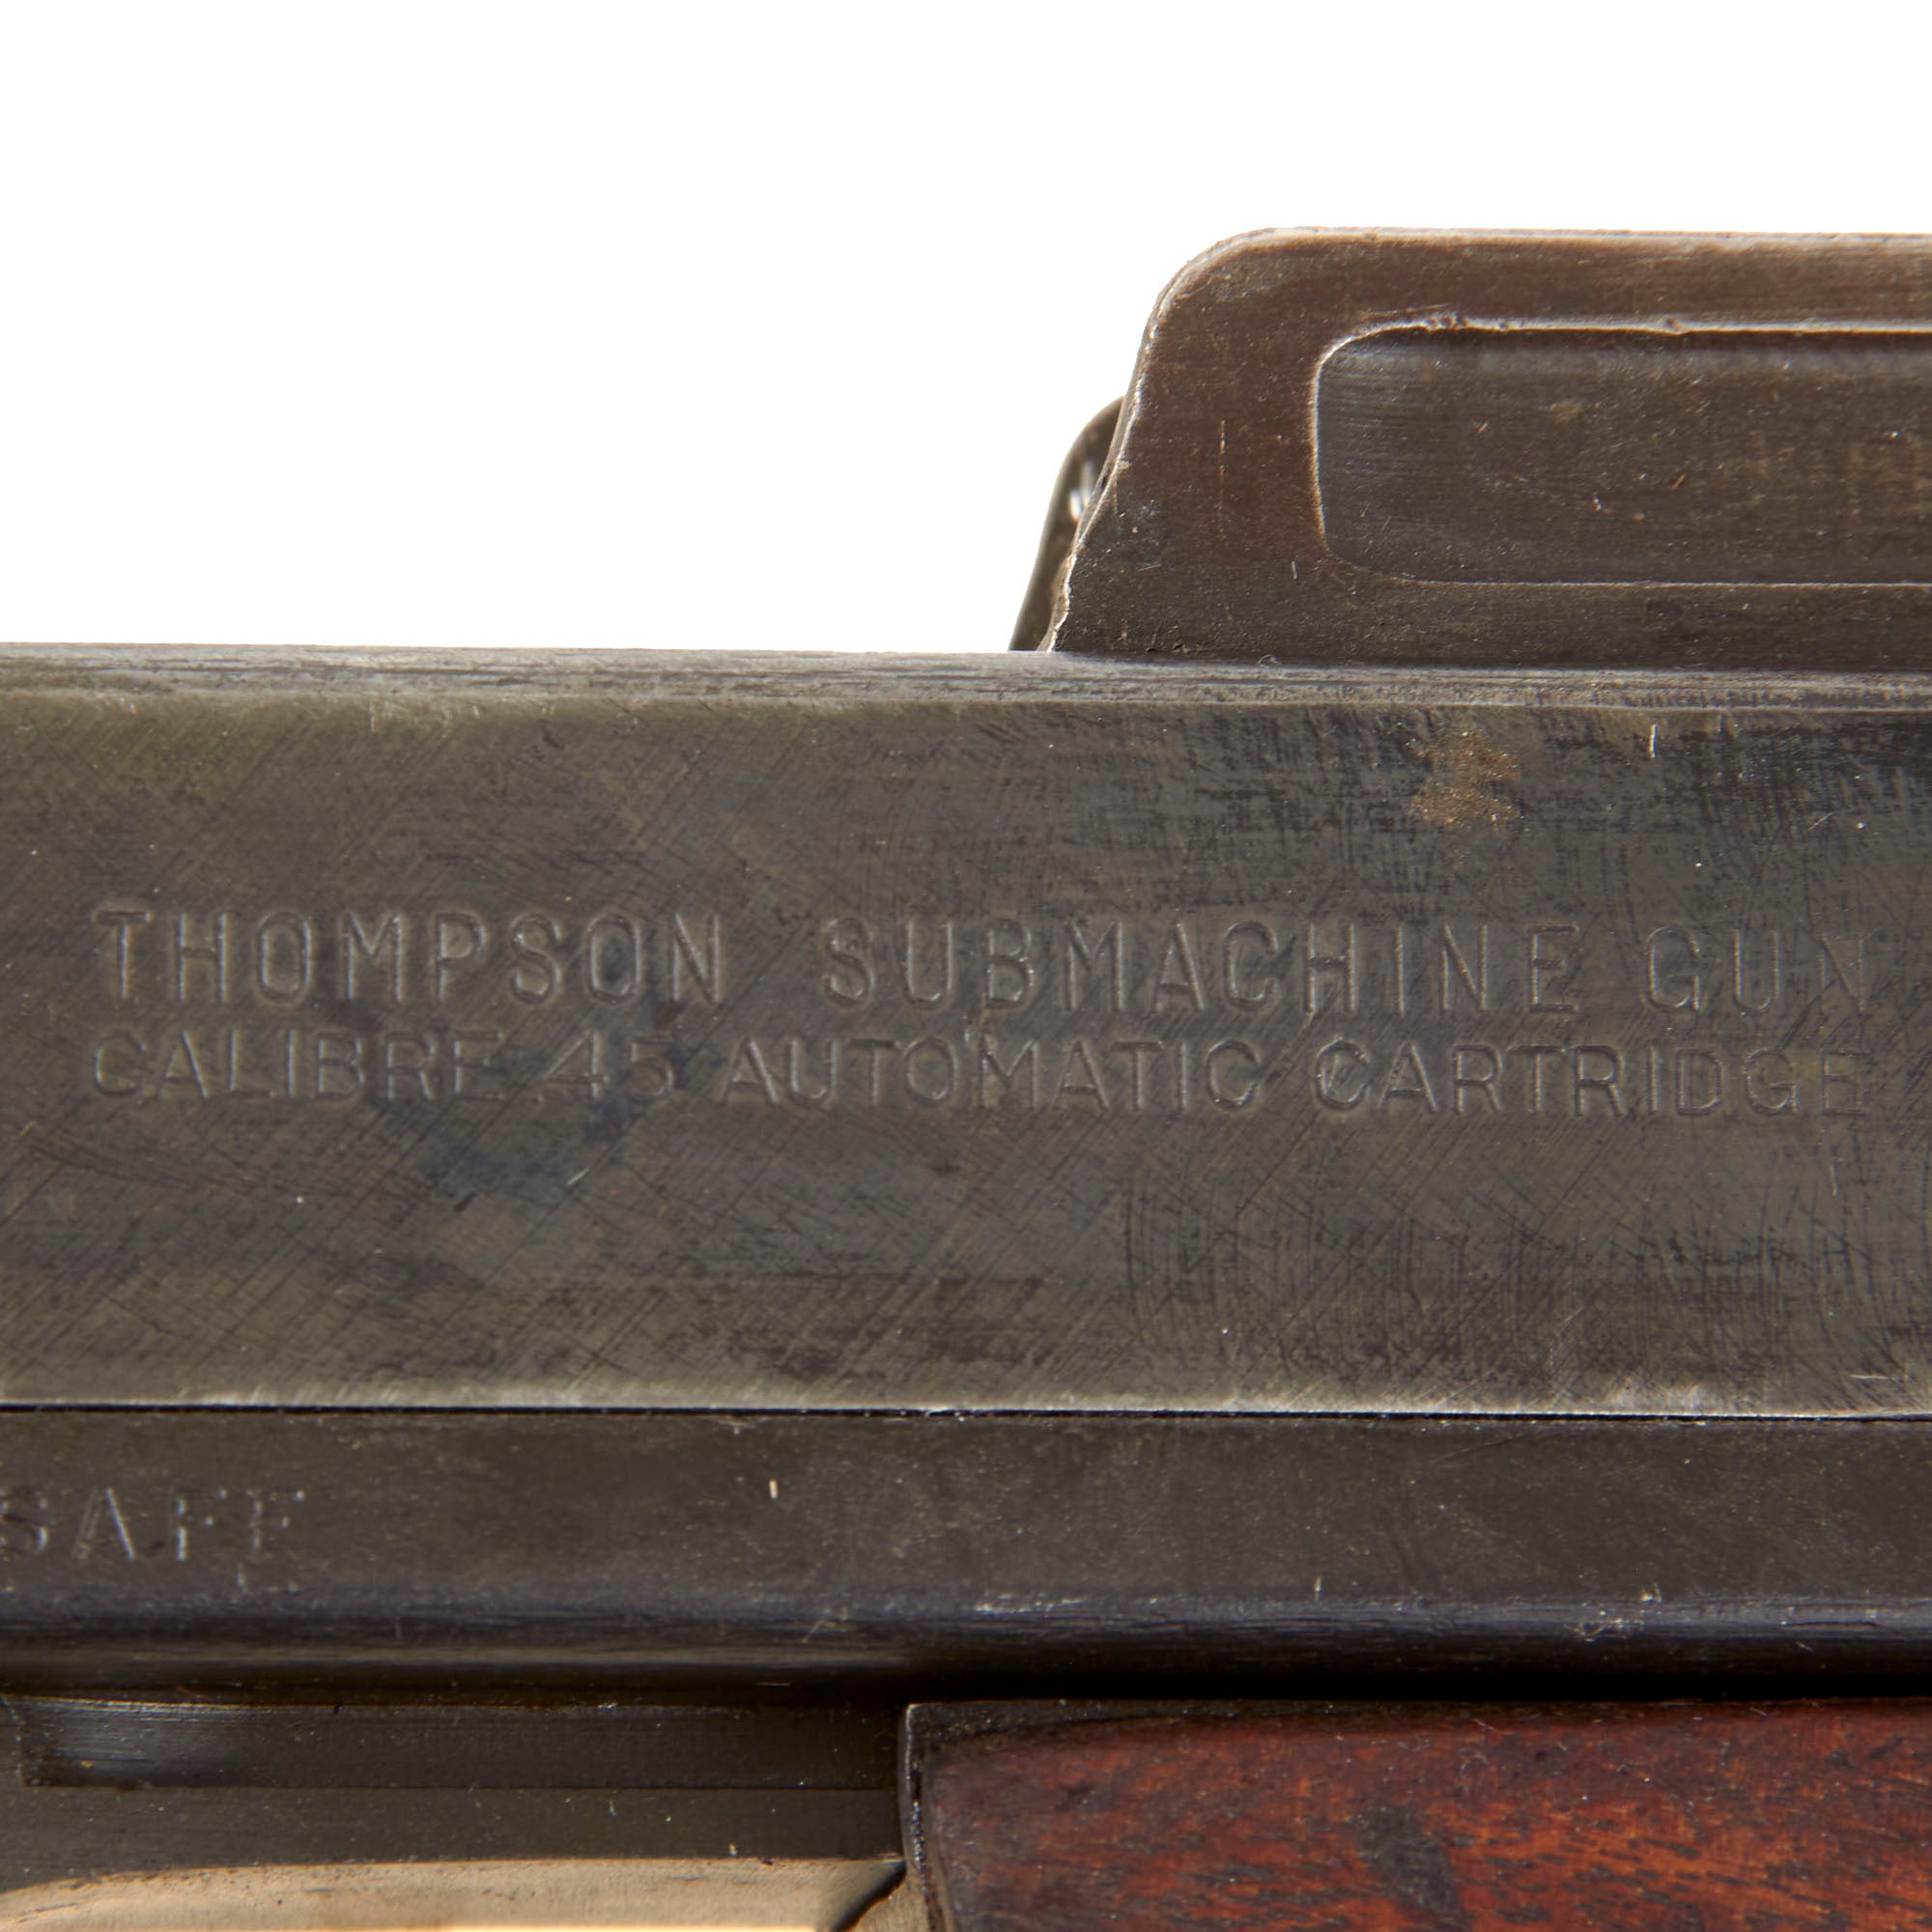 THOMPSON SUBMACHINE GUN
CALIBRE .45 AUTOMATIC CARTRIDGE
SAFE